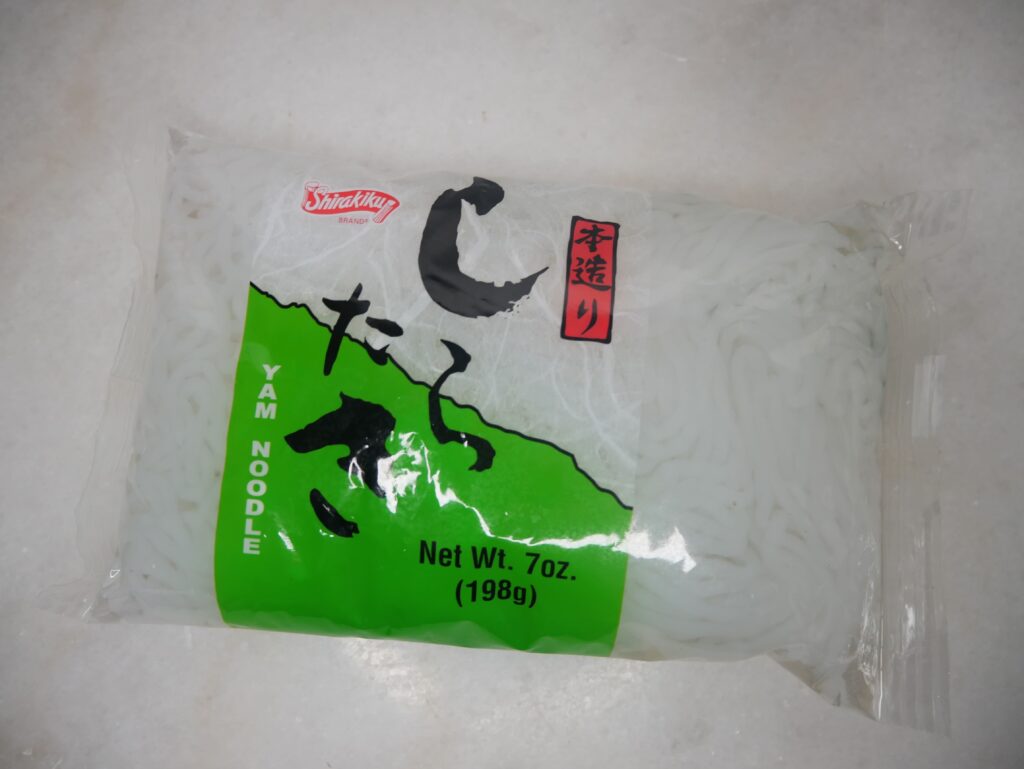 Shirakiku
BRAND®
しらたき
本造り
YAM NOODLE
Net Wt. 7oz.
(198g)